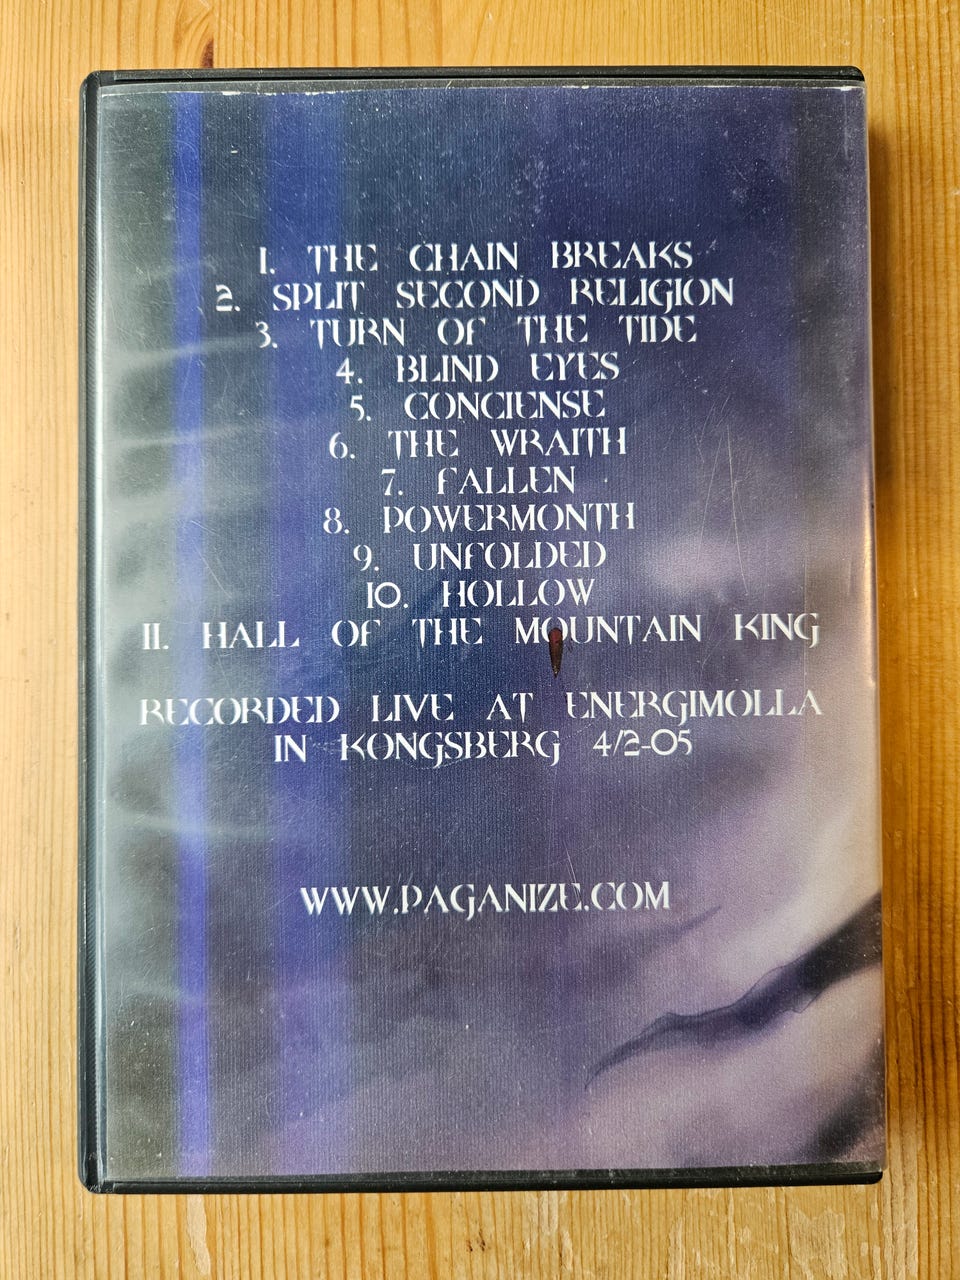 1. THE CHAIN BREAKS
2. SPLIT SECOND RELIGION
3. TURN OF THE TIDE
4. BLIND EYES
5. CONCIENSE
6. THE WRAITH
7. FALLEN
8. POWERMONTH
9. UNFOLDED
10. HOLLOW
11. HALL OF THE MOUNTAIN KING
RECORDED LIVE AT ENERGIMOLLA
IN KONGSBERG 4/2-05
WWW.PAGANIZE.COM